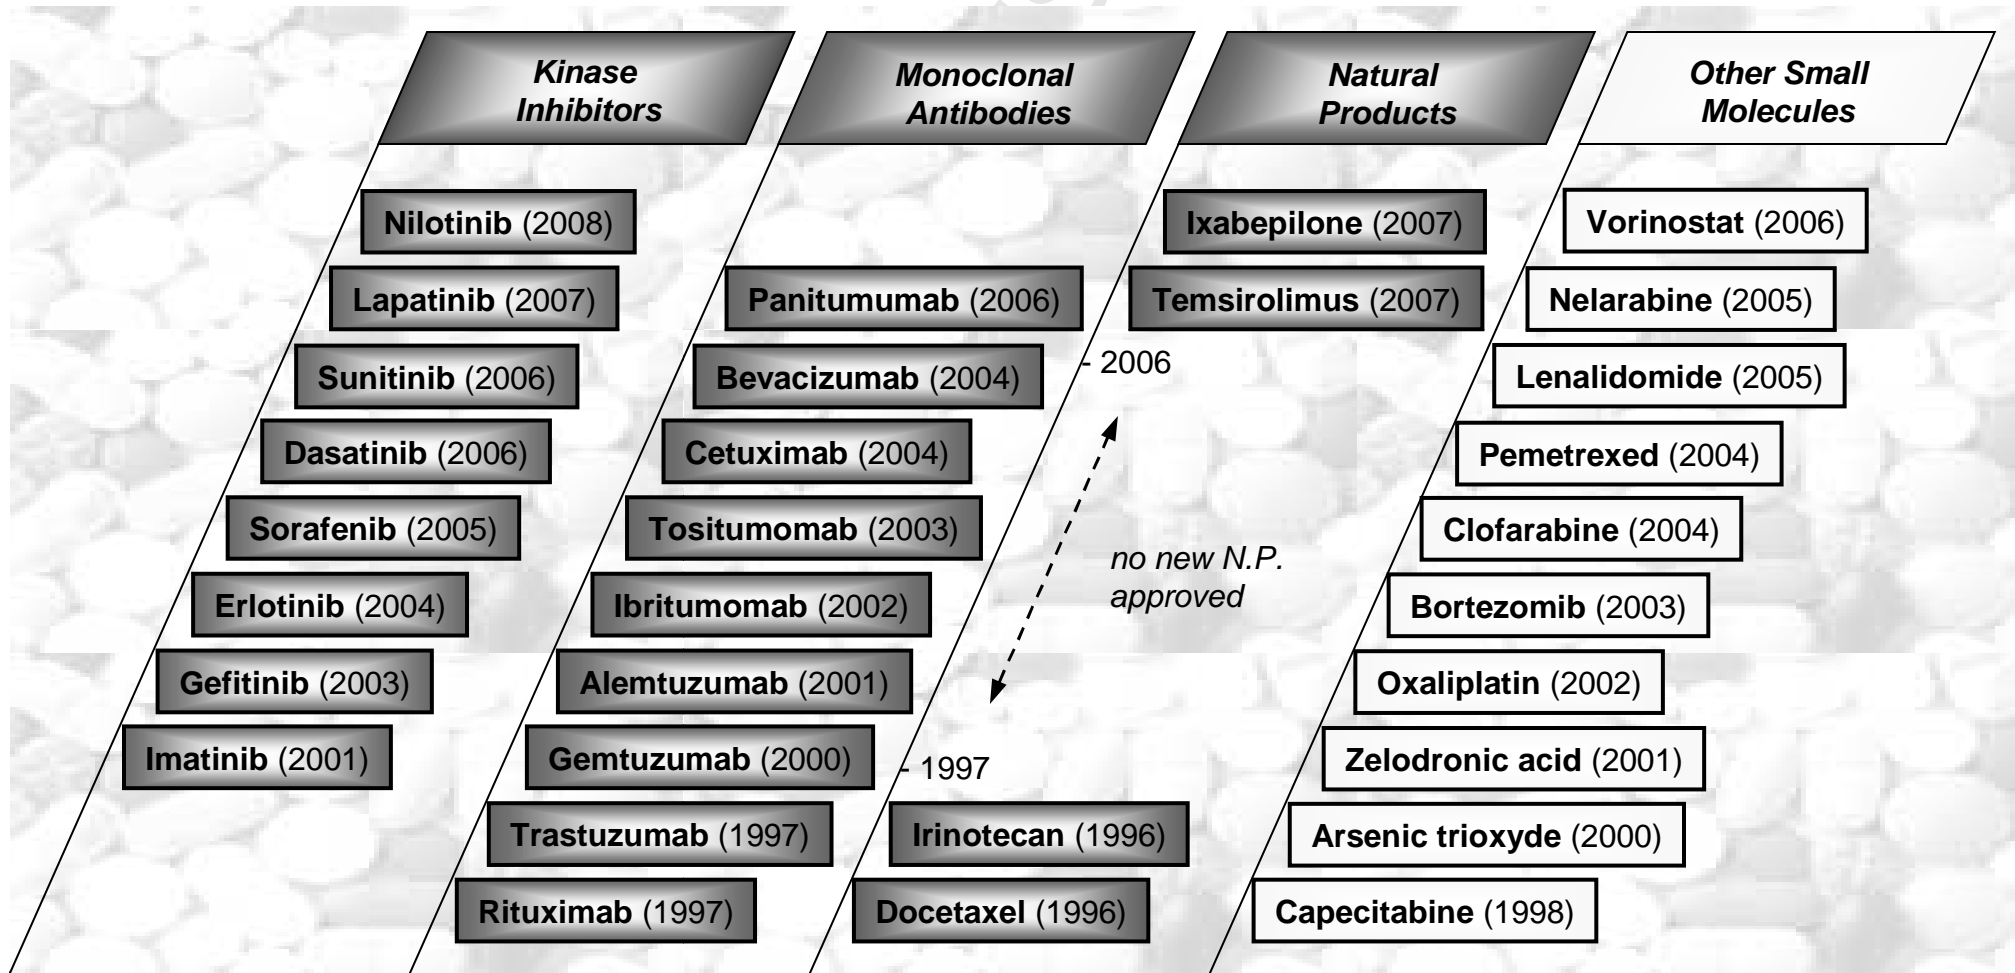 Kinase
Inhibitors
Nilotinib (2008)
Lapatinib (2007)
Sunitinib (2006)
Dasatinib (2006)
Sorafenib (2005)
Erlotinib (2004)
Gefitinib (2003)
Imatinib (2001)
Monoclonal
Antibodies
Panitumumab (2006)
Bevacizumab (2004)
Cetuximab (2004)
Tositumomab (2003)
Ibritumomab (2002)
Alemtuzumab (2001)
Gemtuzumab (2000)
Trastuzumab (1997)
Rituximab (1997)
Natural
Products
Ixabepilone (2007)
Temsirolimus (2007)
- 2006
no new N.P.
approved
- 1997
Irinotecan (1996)
Docetaxel (1996)
Other Small
Molecules
Vorinostat (2006)
Nelarabine (2005)
Lenalidomide (2005)
Pemetrexed (2004)
Clofarabine (2004)
Bortezomib (2003)
Oxaliplatin (2002)
Zelodronic acid (2001)
Arsenic trioxyde (2000)
Capecitabine (1998)